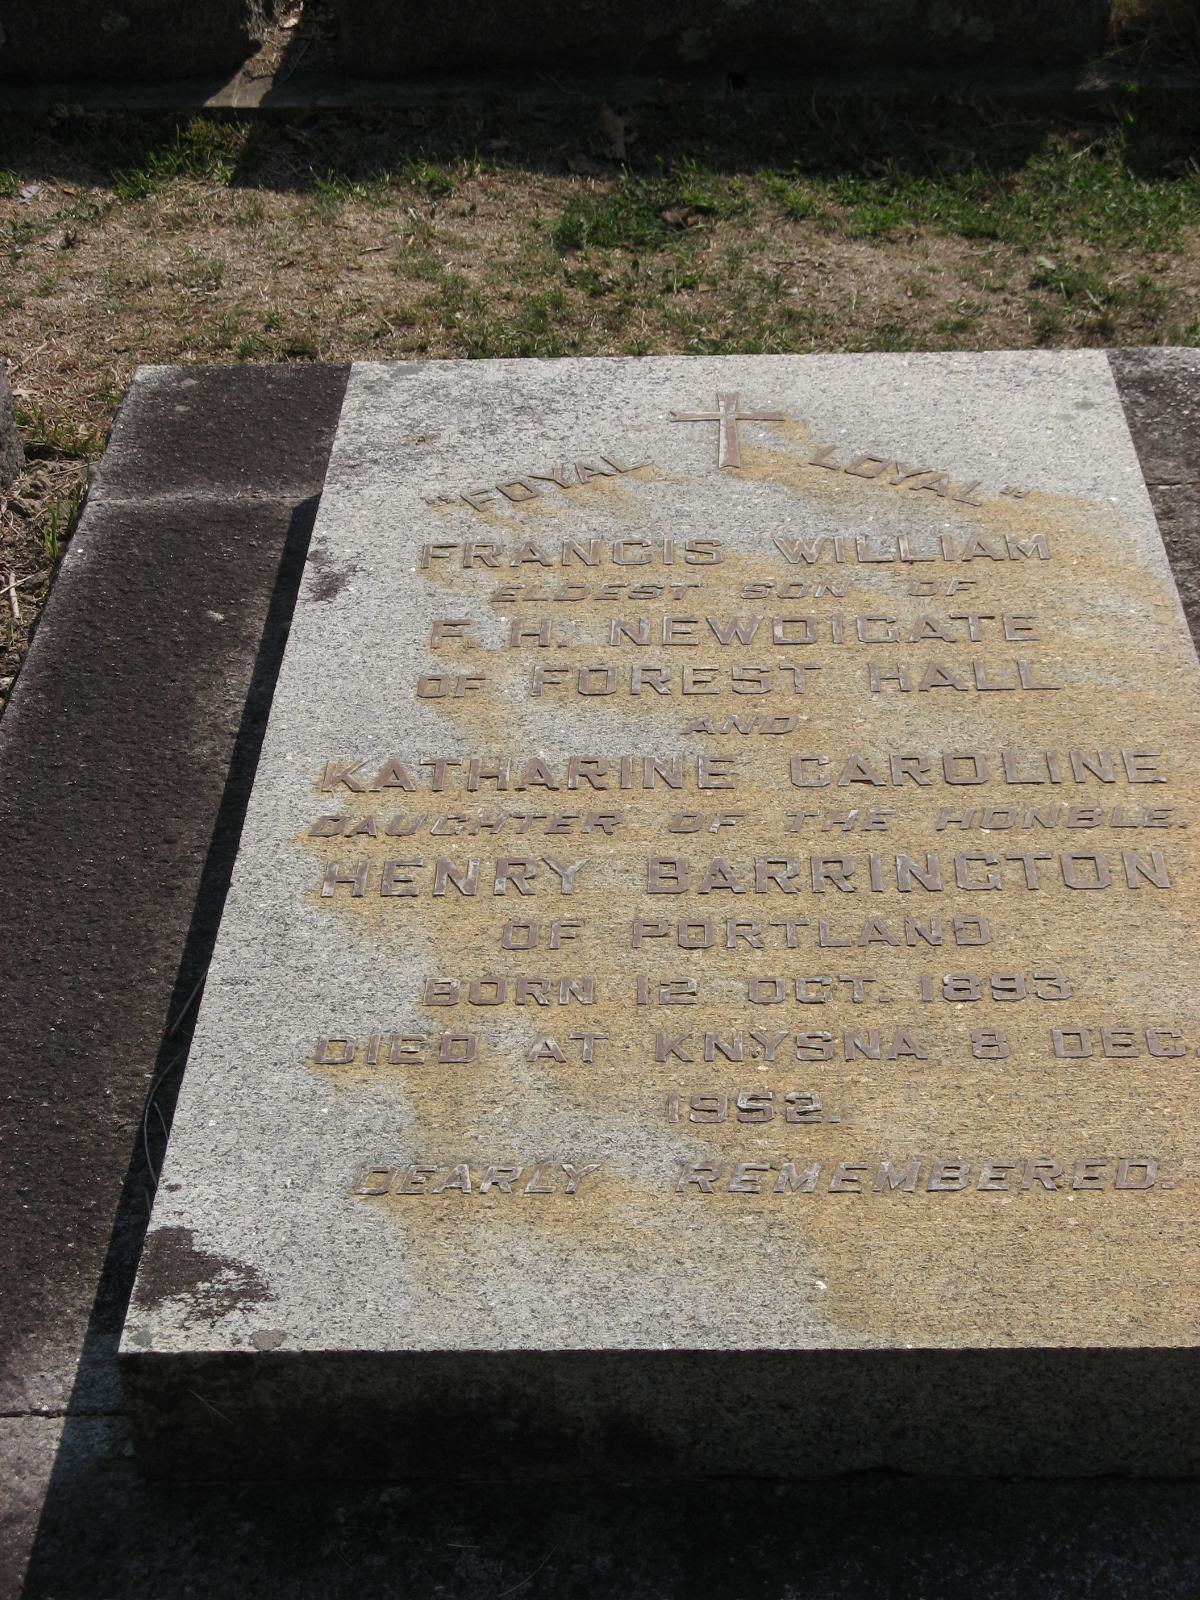 "FOYAL LOYAL"
FRANCIS WILLIAM
ELDEST SON OF
F. H. NEWDIGATE
OF FOREST HALL
AND
KATHARINE CAROLINE
DAUGHTER OF THE HONBLE.
HENRY BARRINGTON
OF PORTLAND
BORN 12 OCT. 1893
DIED AT KNYSNA 8 DEC
1952.
DEARLY REMEMBERED.